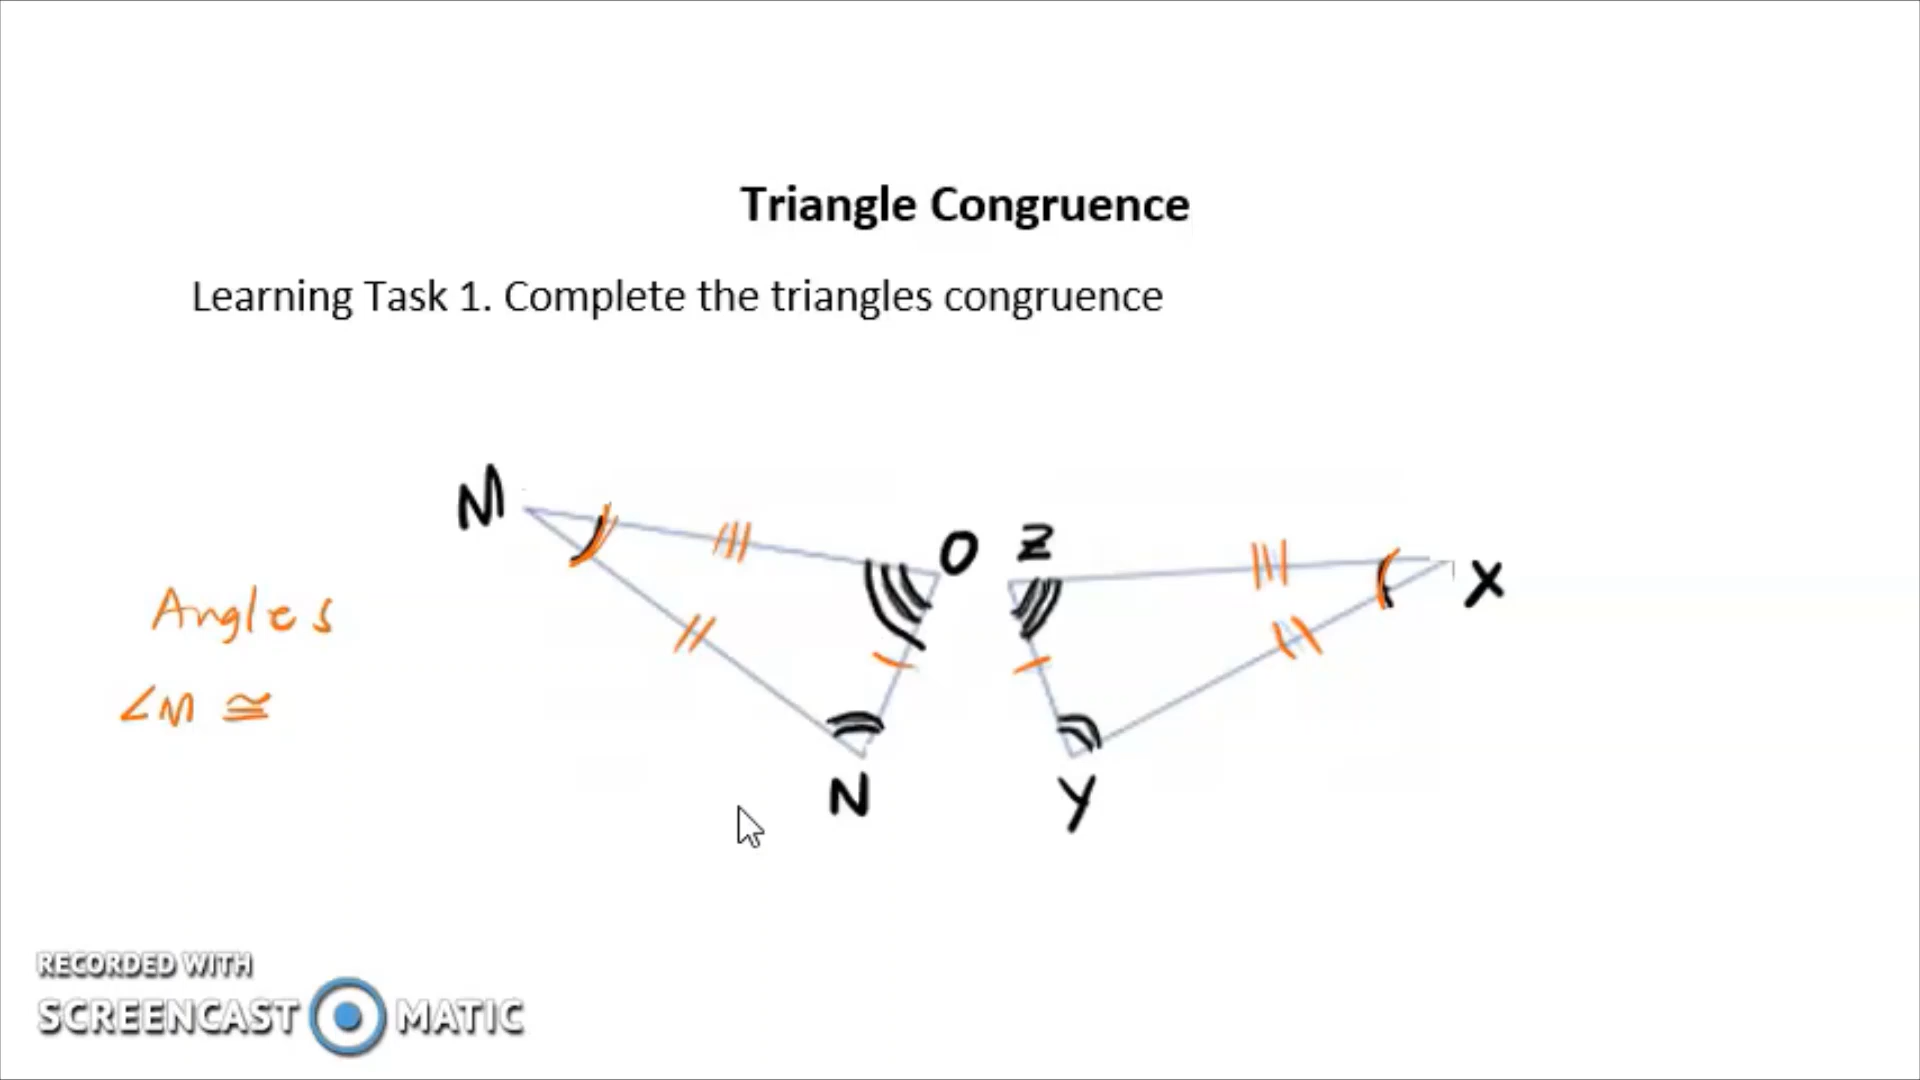 Triangle Congruence
Learning Task 1. Complete the triangles congruence
M
O Z
X
Angles
∠M ≅
N
Y
RECORDED WITH
SCREENCAST MATIC